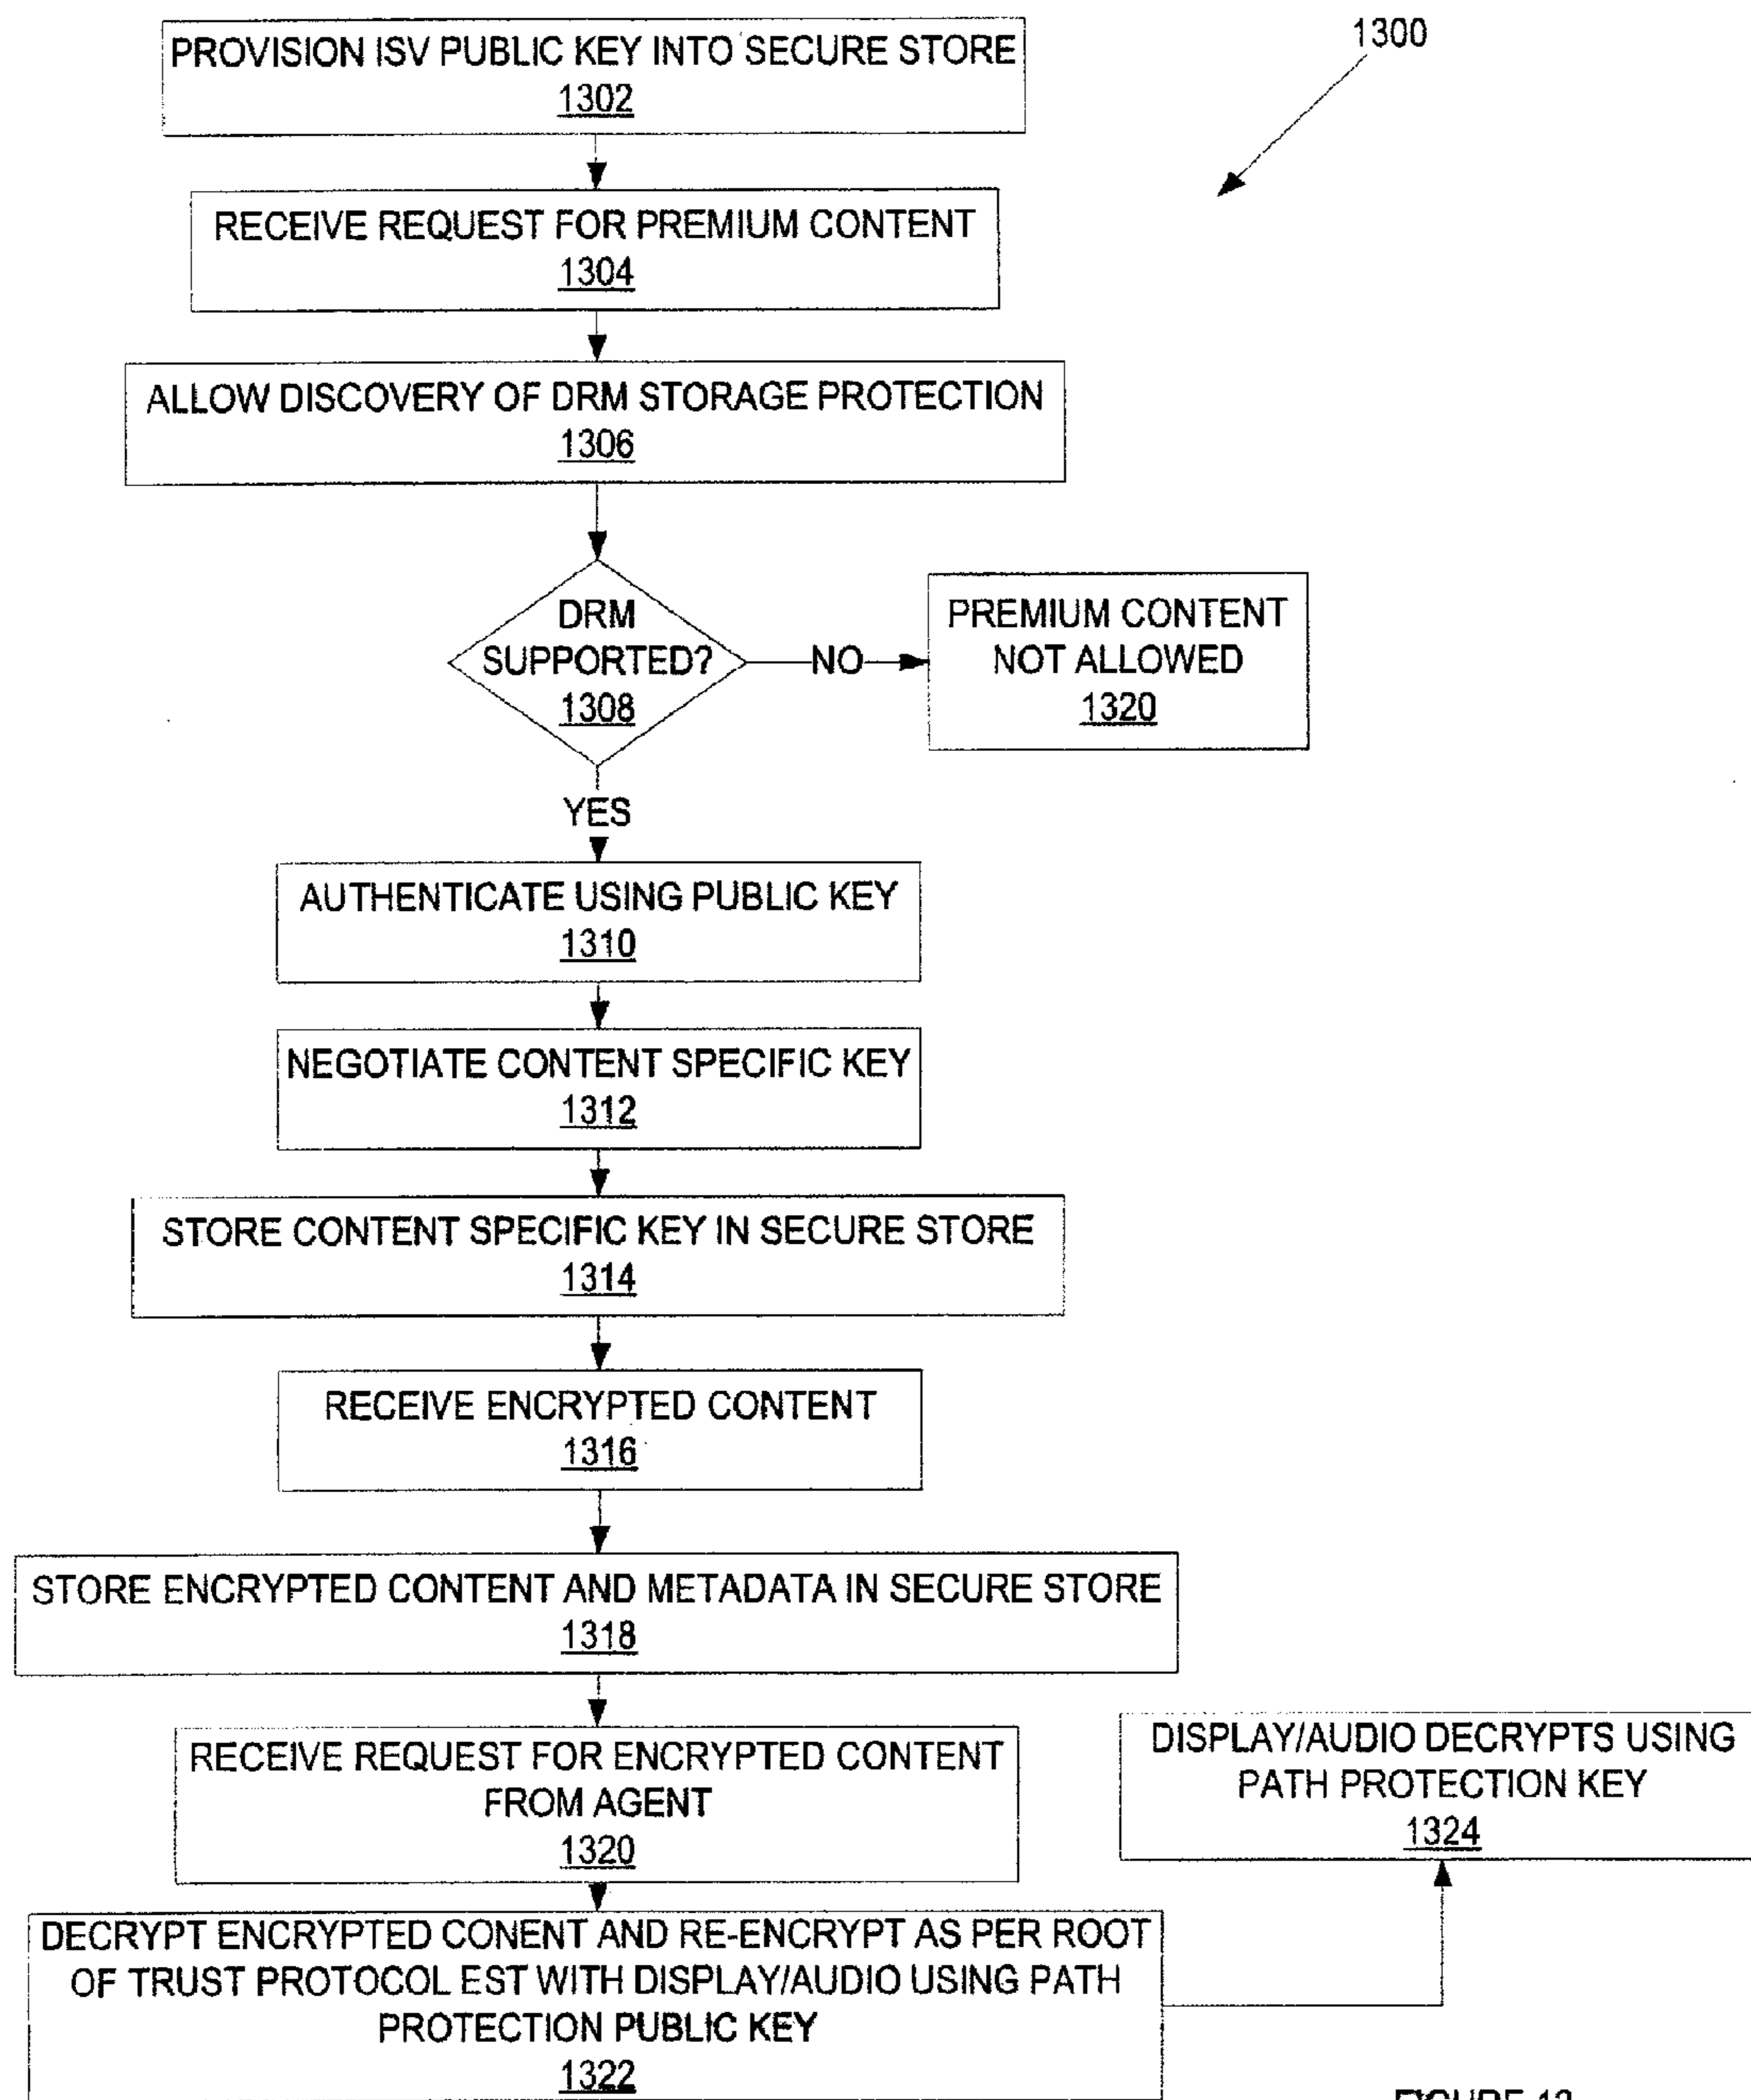 PROVISION ISV PUBLIC KEY INTO SECURE STORE
1302
1300
RECEIVE REQUEST FOR PREMIUM CONTENT
1304
ALLOW DISCOVERY OF DRM STORAGE PROTECTION
1306
DRM
SUPPORTED?
1308
NO
PREMIUM CONTENT
NOT ALLOWED
1320
YES
AUTHENTICATE USING PUBLIC KEY
1310
NEGOTIATE CONTENT SPECIFIC KEY
1312
STORE CONTENT SPECIFIC KEY IN SECURE STORE
1314
RECEIVE ENCRYPTED CONTENT
1316
STORE ENCRYPTED CONTENT AND METADATA IN SECURE STORE
1318
RECEIVE REQUEST FOR ENCRYPTED CONTENT
FROM AGENT
1320
DISPLAY/AUDIO DECRYPTS USING
PATH PROTECTION KEY
1324
DECRYPT ENCRYPTED CONENT AND RE-ENCRYPT AS PER ROOT
OF TRUST PROTOCOL EST WITH DISPLAY/AUDIO USING PATH
PROTECTION PUBLIC KEY
1322
FIGURE 13